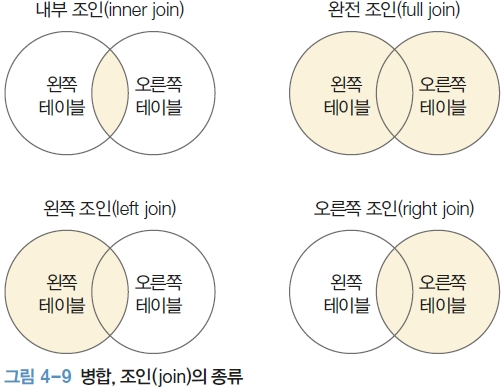 내부 조인(inner join)
완전 조인(full join)
왼쪽
테이블
오른쪽
테이블
왼쪽
테이블
오른쪽
테이블
왼쪽 조인(left join)
오른쪽 조인(right join)
왼쪽
테이블
오른쪽
테이블
왼쪽
테이블
오른쪽
테이블
그림 4-9 병합, 조인(join)의 종류